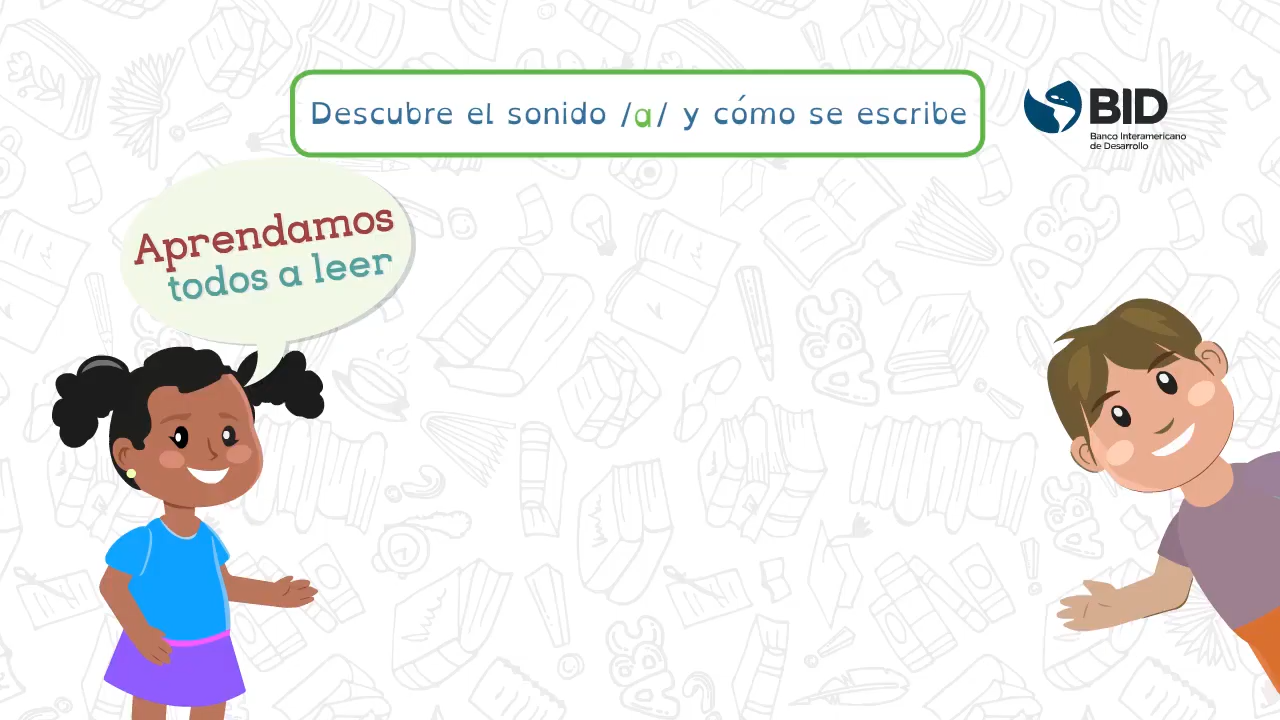 Descubre el sonido /a/ y cómo se escribe
BID
Banco Interamericano
de Desarrollo
Aprendamos
todos a leer